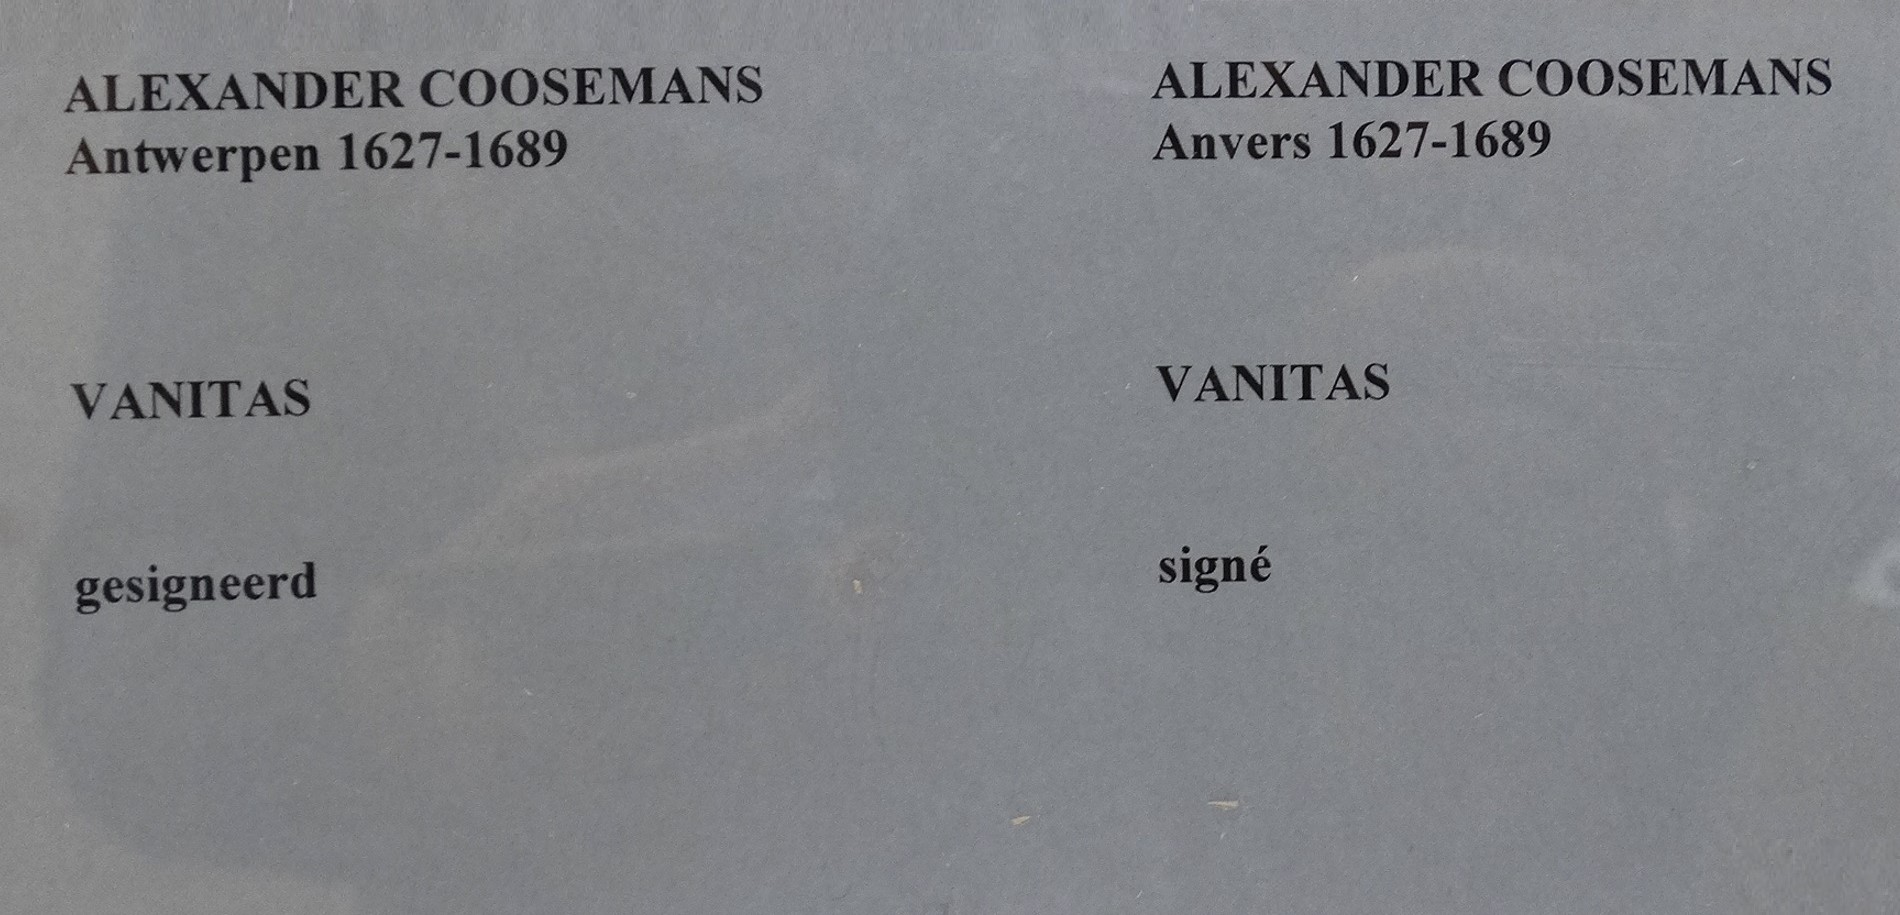 ALEXANDER COOSEMANS
Antwerpen 1627-1689
VANITAS
gesigneerd
ALEXANDER COOSEMANS
Anvers 1627-1689
VANITAS
signé